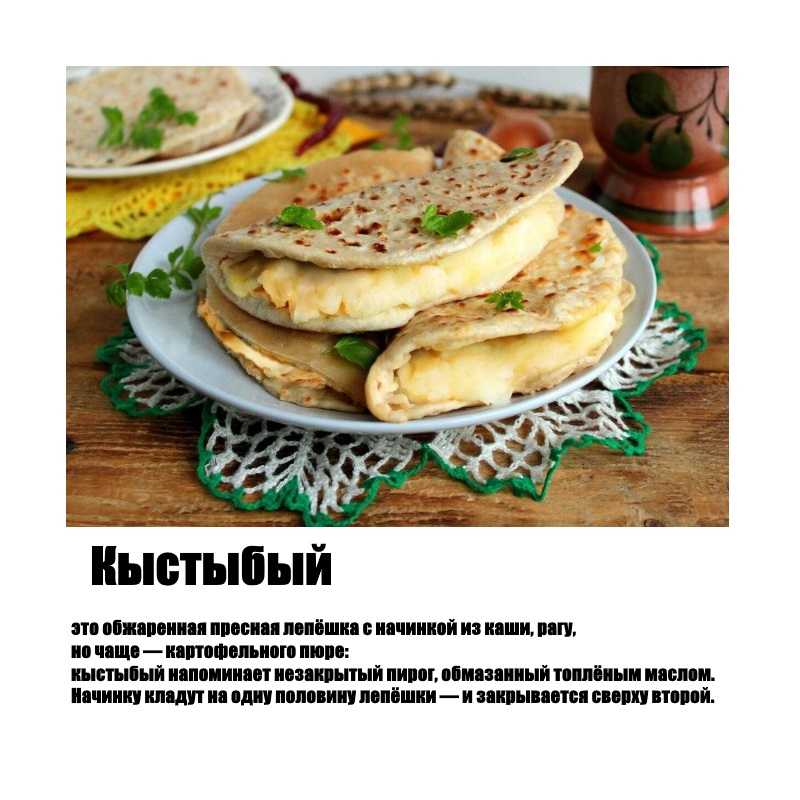 Кыстыбый
это обжаренная пресная лепёшка с начинкой из каши, рагу,
но чаще — картофельного пюре:
кыстыбый напоминает незакрытый пирог, обмазанный топлёным маслом.
Начинку кладут на одну половину лепёшки — и закрывается сверху второй.